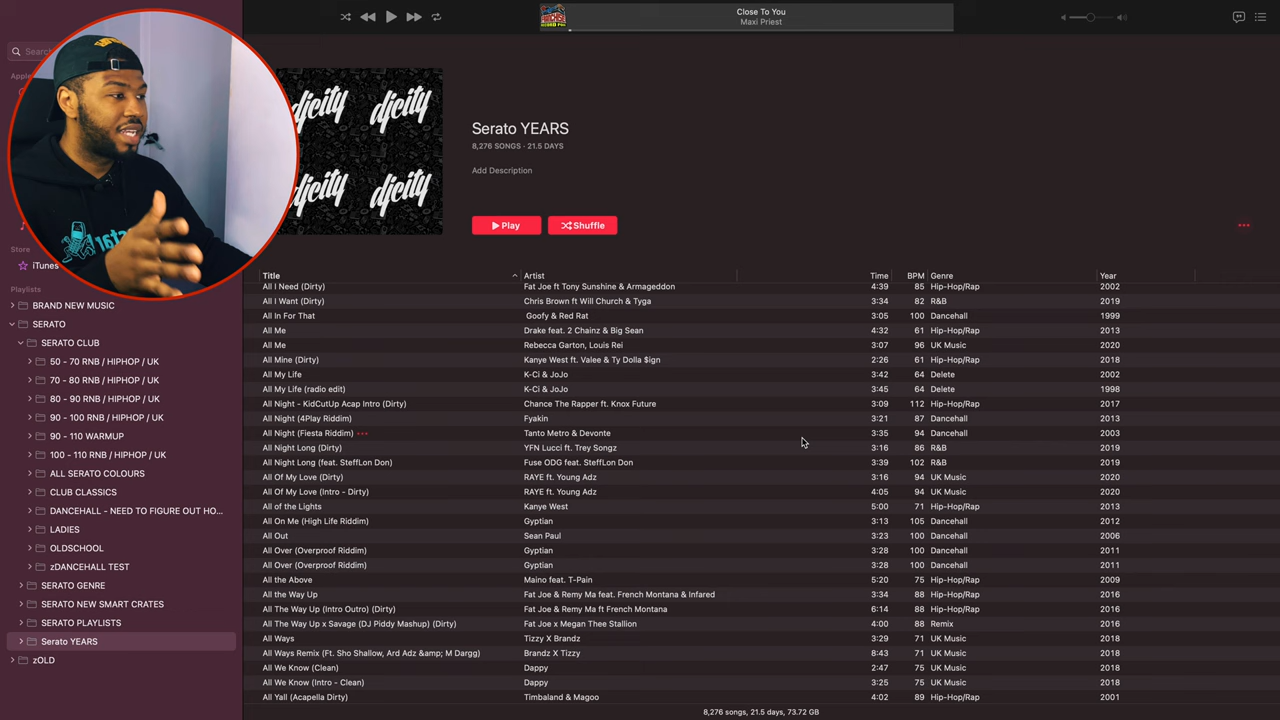 Close To You
Maxi Priest
Search
Serato YEARS
8,276 SONGS · 21.5 DAYS
Add Description
Play
Shuffle
djcity djcity
djcity djcity
Store
iTunes
Playlists
BRAND NEW MUSIC
SERATO
SERATO CLUB
50 - 70 RNB / HIPHOP / UK
70 - 80 RNB / HIPHOP / UK
80 - 90 RNB / HIPHOP / UK
90 - 100 RNB / HIPHOP / UK
90 - 110 WARMUP
100 - 110 RNB / HIPHOP / UK
ALL SERATO COLOURS
CLUB CLASSICS
DANCEHALL - NEED TO FIGURE OUT HO...
LADIES
OLDSCHOOL
zDANCEHALL TEST
SERATO GENRE
SERATO NEW SMART CRATES
SERATO PLAYLISTS
Serato YEARS
zOLD
Title Artist Time BPM Genre Year
All I Need (Dirty) Fat Joe ft Tony Sunshine & Armageddon 4:39 85 Hip-Hop/Rap 2002
All I Want (Dirty) Chris Brown ft Will Church & Tyga 3:34 82 R&B 2019
All In For That Goofy & Red Rat 3:05 100 Dancehall 1999
All Me Drake feat. 2 Chainz & Big Sean 4:32 61 Hip-Hop/Rap 2013
All Me Rebecca Garton, Louis Rei 3:07 96 UK Music 2020
All Mine (Dirty) Kanye West ft. Valee & Ty Dolla $ign 2:26 61 Hip-Hop/Rap 2018
All My Life K-Ci & JoJo 3:42 64 Delete 2002
All My Life (radio edit) K-Ci & JoJo 3:45 64 Delete 1998
All Night - KidCutUp Acap Intro (Dirty) Chance The Rapper ft. Knox Future 3:09 112 Hip-Hop/Rap 2017
All Night (4Play Riddim) Fyakin 3:21 87 Dancehall 2013
All Night (Fiesta Riddim) ••• Tanto Metro & Devonte 3:35 94 Dancehall 2003
All Night Long (Dirty) YFN Lucci ft. Trey Songz 3:16 86 R&B 2019
All Night Long (feat. SteffLon Don) Fuse ODG feat. SteffLon Don 3:39 102 R&B 2019
All Of My Love (Dirty) RAYE ft. Young Adz 3:16 94 UK Music 2020
All Of My Love (Intro - Dirty) RAYE ft. Young Adz 4:05 94 UK Music 2020
All of the Lights Kanye West 5:00 71 Hip-Hop/Rap 2013
All On Me (High Life Riddim) Gyptian 3:13 105 Dancehall 2012
All Out Sean Paul 3:23 100 Dancehall 2006
All Over (Overproof Riddim) Gyptian 3:28 100 Dancehall 2011
All Over (Overproof Riddim) Gyptian 3:28 100 Dancehall 2011
All the Above Maino feat. T-Pain 5:20 75 Hip-Hop/Rap 2009
All the Way Up Fat Joe & Remy Ma feat. French Montana & Infared 3:34 88 Hip-Hop/Rap 2016
All The Way Up (Intro Outro) (Dirty) Fat Joe & Remy Ma ft French Montana 6:14 88 Hip-Hop/Rap 2016
All The Way Up x Savage (DJ Piddy Mashup) (Dirty) Fat Joe x Megan Thee Stallion 4:00 88 Remix 2016
All Ways Tizzy X Brandz 3:29 71 UK Music 2018
All Ways Remix (Ft. Sho Shallow, Ard Adz &amp; M Dargg) Brandz X Tizzy 8:43 71 UK Music 2018
All We Know (Clean) Dappy 2:47 75 UK Music 2018
All We Know (Intro - Clean) Dappy 3:25 75 UK Music 2018
All Yall (Acapella Dirty) Timbaland & Magoo 4:02 89 Hip-Hop/Rap 2001
8,276 songs, 21.5 days, 73.72 GB